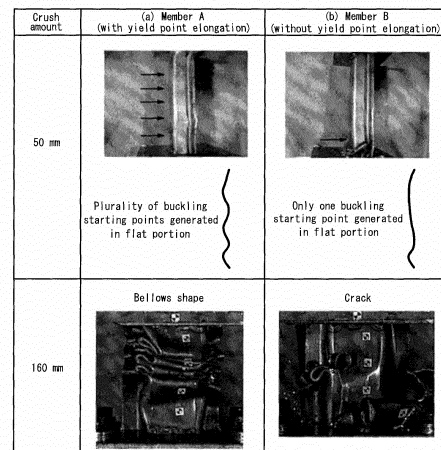 Crush
amount
(a) Member A
(with yield point elongation)
(b) Member B
(without yield point elongation)
50 mm
Plurality of buckling
starting points generated
in flat portion
Only one buckling
starting point generated
in flat portion
160 mm
Bellows shape
Crack